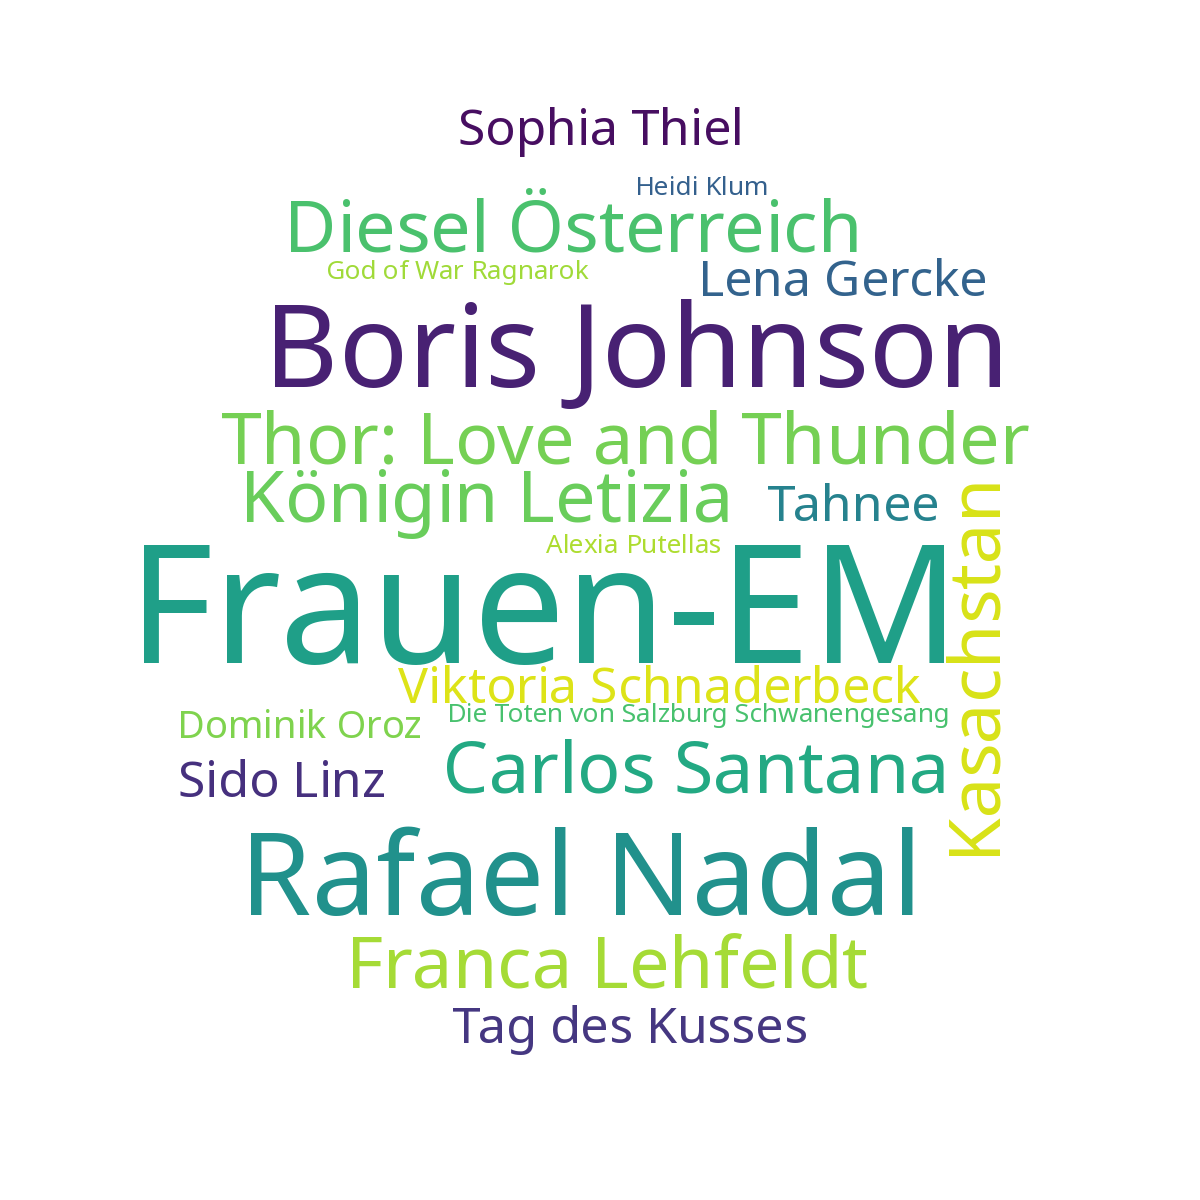 Sophia Thiel
Heidi Klum
Diesel Österreich
God of War Ragnarok
Lena Gercke
Boris Johnson
Thor: Love and Thunder
Königin Letizia
Tahnee
Alexia Putellas
Frauen-EM
Kasachstan
Viktoria Schnaderbeck
Die Toten von Salzburg Schwanengesang
Dominik Oroz
Sido Linz
Carlos Santana
Rafael Nadal
Franca Lehfeldt
Tag des Kusses